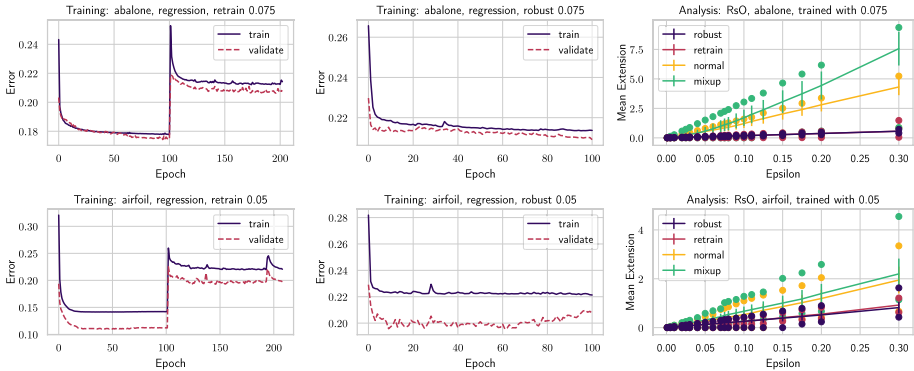 Training: abalone, regression, retrain 0.075
Error
0.24
0.22
0.20
0.18
train
validate
0
50
100
150
200
Epoch
Training: abalone, regression, robust 0.075
Error
0.26
0.24
0.22
train
validate
0
20
40
60
80
100
Epoch
Analysis: RsO, abalone, trained with 0.075
Mean Extension
7.5
5.0
2.5
0.0
robust
retrain
normal
mixup
0.00
0.05
0.10
0.15
0.20
0.30
Epsilon
Training: airfoil, regression, retrain 0.05
Error
0.30
0.25
0.20
0.15
0.10
train
validate
0
50
100
150
200
Epoch
Training: airfoil, regression, robust 0.05
Error
0.28
0.26
0.24
0.22
0.20
train
validate
0
20
40
60
80
100
Epoch
Analysis: RsO, airfoil, trained with 0.05
Mean Extension
4
2
0
robust
retrain
normal
mixup
0.00
0.05
0.10
0.15
0.20
0.25
0.30
Epsilon